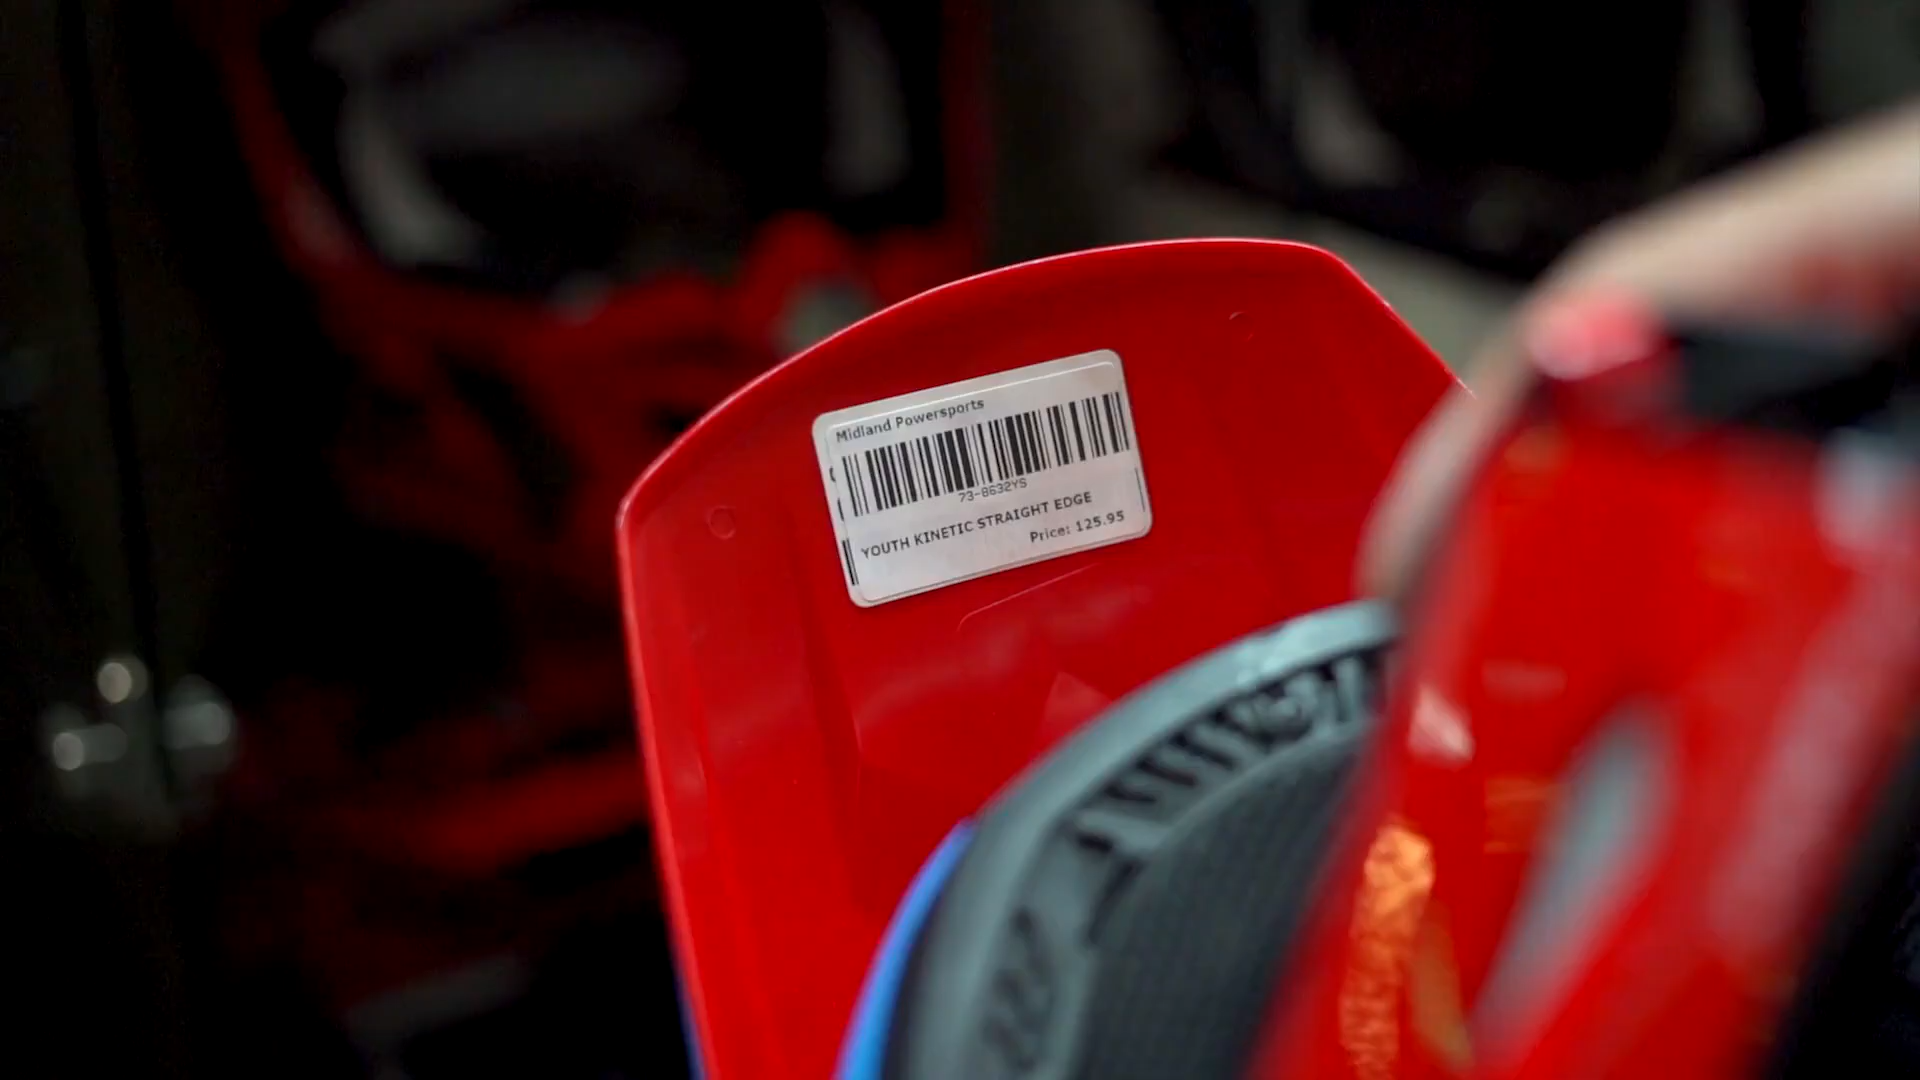 Midland Powersports
73-8632YS
YOUTH KINETIC STRAIGHT EDGE
Price: 125.95